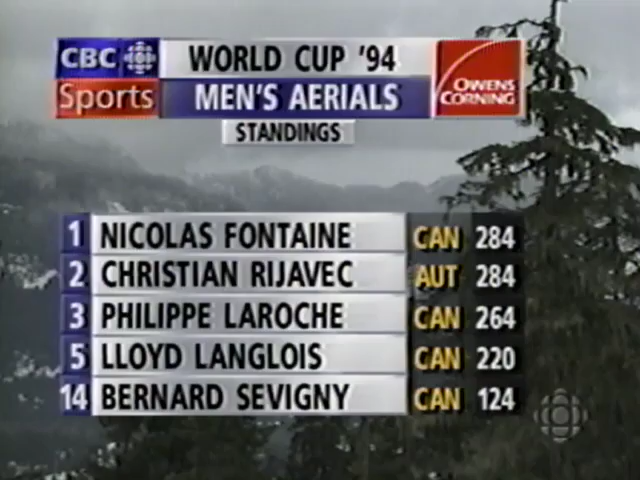 CBC
Sports
WORLD CUP '94
MEN'S AERIALS
OWENS
CORNING
STANDINGS
1 NICOLAS FONTAINE CAN 284
2 CHRISTIAN RIJAVEC AUT 284
3 PHILIPPE LAROCHE CAN 264
5 LLOYD LANGLOIS CAN 220
14 BERNARD SEVIGNY CAN 124